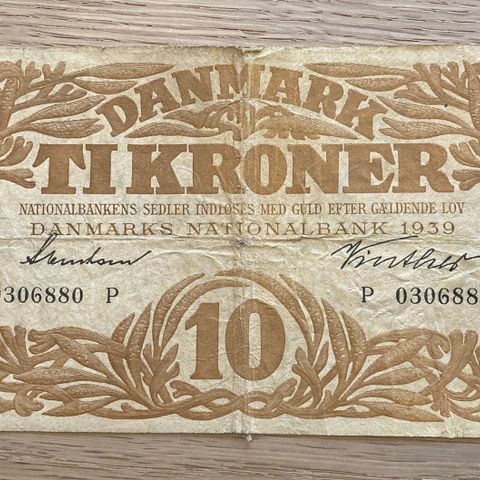 DANMARK
TI KRONER
NATIONALBANKENS SEDLER INDLØSES MED GULD EFTER GÆLDENDE LOV
DANMARKS NATIONALBANK 1939
0306880 P P 030688
10